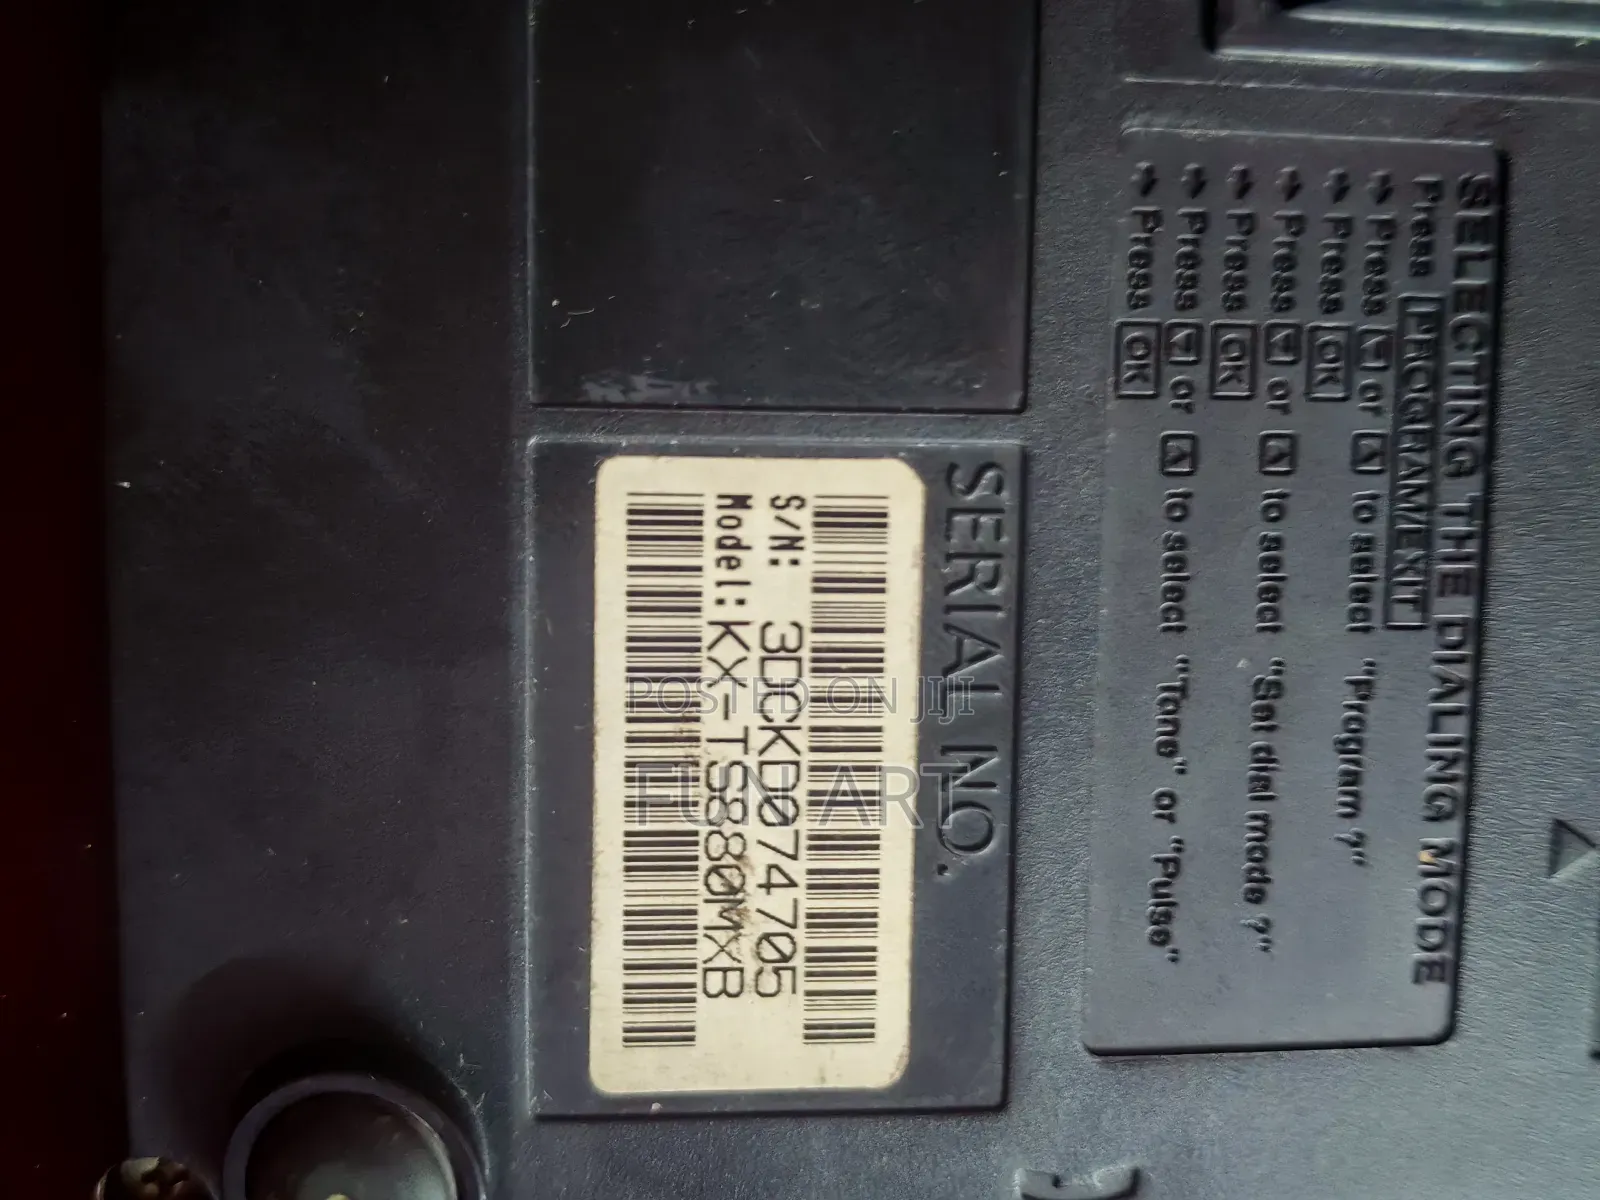 SELECTING THE DIALING MODE
Press PROGRAM/EXIT
→ Press ▼ or ▲ to select "Program ?"
→ Press OK
→ Press ▼ or ▲ to select "Set dial mode ?"
→ Press OK
→ Press ▼ or ▲ to select "Tone" or "Pulse"
→ Press OK
SERIAL NO.
S/N: 3DCKD074705
Model:KX-TS880MXB
POSTED ON JIJI
FUN ART